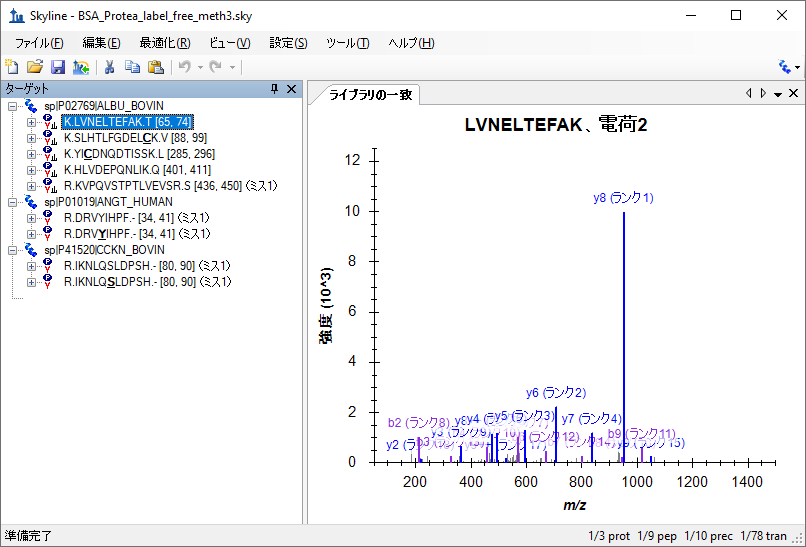 Skyline - BSA_Protea_label_free_meth3.sky
ファイル(F) 編集(E) 最適化(R) ビュー(V) 設定(S) ツール(T) ヘルプ(H)
ターゲット
sp|P02769|ALBU_BOVIN
K.LVNELTEFAK.T [65, 74]
K.SLHTLFGDELCK.V [88, 99]
K.YICDNQDTISSK.L [285, 296]
K.HLVDEPQNLIK.Q [401, 411]
R.KVPQVSTPTLVEVSR.S [436, 450] (ミス1)
sp|P01019|ANGT_HUMAN
R.DRVYIHPF.- [34, 41] (ミス1)
R.DRVYIHPF.- [34, 41] (ミス1)
sp|P41520|CCKN_BOVIN
R.IKNLQSLDPSH.- [80, 90] (ミス1)
R.IKNLQSLDPSH.- [80, 90] (ミス1)
ライブラリの一致
LVNELTEFAK、電荷2
強度 (10^3)
12
10
8
6
4
2
0
y8 (ランク1)
y6 (ランク2)
b2 (ランク8)
y5 (ランク3)
y7 (ランク4)
b9 (ランク11)
200 400 600 800 1000 1200 1400
m/z
準備完了
1/3 prot 1/9 pep 1/10 prec 1/78 tran